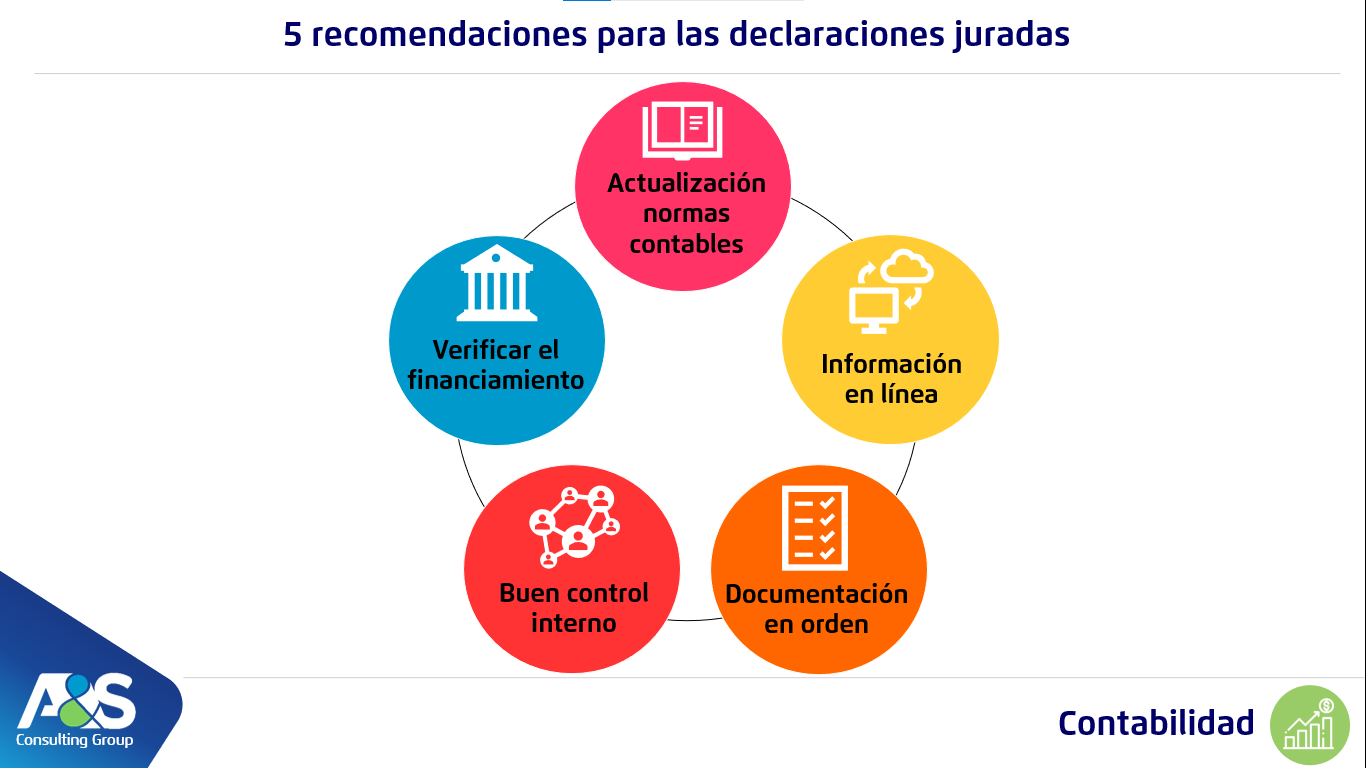 5 recomendaciones para las declaraciones juradas
Actualización
normas
contables
Verificar el
financiamiento
Información
en línea
Buen control
interno
Documentación
en orden
A&S
Consulting Group
Contabilidad
$